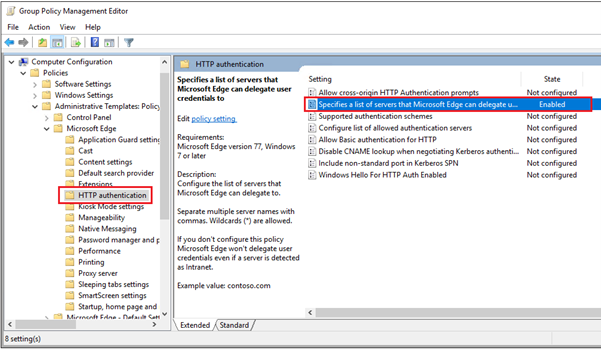 Group Policy Management Editor
File Action View Help
Computer Configuration
Policies
Software Settings
Windows Settings
Administrative Templates: Policy
Control Panel
Microsoft Edge
Application Guard setting
Cast
Content settings
Default search provider
Extensions
HTTP authentication
Kiosk Mode settings
Manageability
Native Messaging
Password manager and p
Performance
Printing
Proxy server
Sleeping tabs settings
SmartScreen settings
Startup, home page and
Microsoft Edge - Default Set
HTTP authentication
Specifies a list of servers that
Microsoft Edge can delegate user
credentials to
Edit policy setting
Requirements:
Microsoft Edge version 77, Windows
7 or later
Description:
Configure the list of servers that
Microsoft Edge can delegate to.
Separate multiple server names with
commas. Wildcards (*) are allowed.
If you don't configure this policy
Microsoft Edge won't delegate user
credentials even if a server is detected
as Intranet.
Example value: contoso.com
Setting State
Allow cross-origin HTTP Authentication prompts Not configured
Specifies a list of servers that Microsoft Edge can delegate u... Enabled
Supported authentication schemes Not configured
Configure list of allowed authentication servers Not configured
Allow Basic authentication for HTTP Not configured
Disable CNAME lookup when negotiating Kerberos authenti... Not configured
Include non-standard port in Kerberos SPN Not configured
Windows Hello For HTTP Auth Enabled Not configured
Extended Standard
8 setting(s)